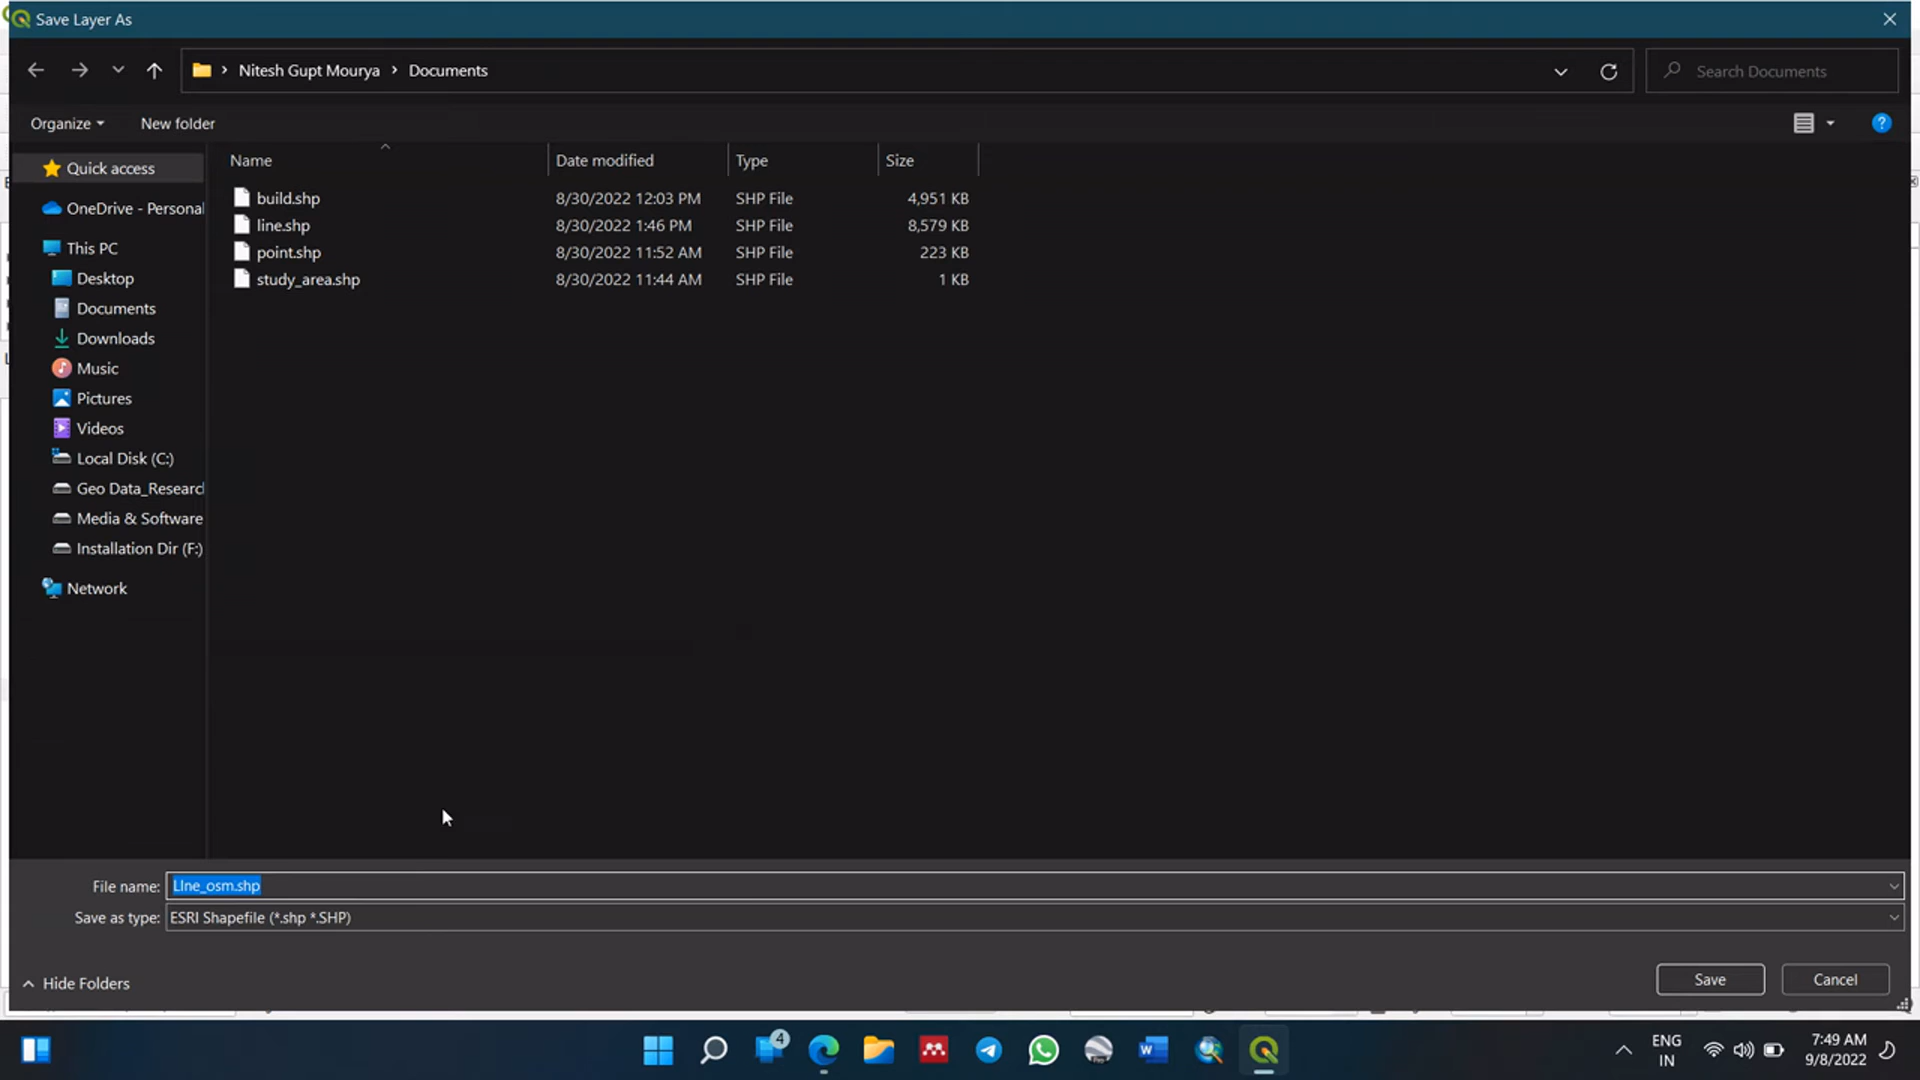 Save Layer As
Nitesh Gupt Mourya > Documents
Search Documents
Organize
New folder
Name Date modified Type Size
build.shp 8/30/2022 12:03 PM SHP File 4,951 KB
line.shp 8/30/2022 1:46 PM SHP File 8,579 KB
point.shp 8/30/2022 11:52 AM SHP File 223 KB
study_area.shp 8/30/2022 11:44 AM SHP File 1 KB
Quick access
OneDrive - Personal
This PC
Desktop
Documents
Downloads
Music
Pictures
Videos
Local Disk (C:)
Geo Data_Researc
Media & Software
Installation Dir (F:)
Network
File name: LIne_osm.shp
Save as type: ESRI Shapefile (*.shp *.SHP)
Hide Folders
Save
Cancel
4
ENG
IN
7:49 AM
9/8/2022